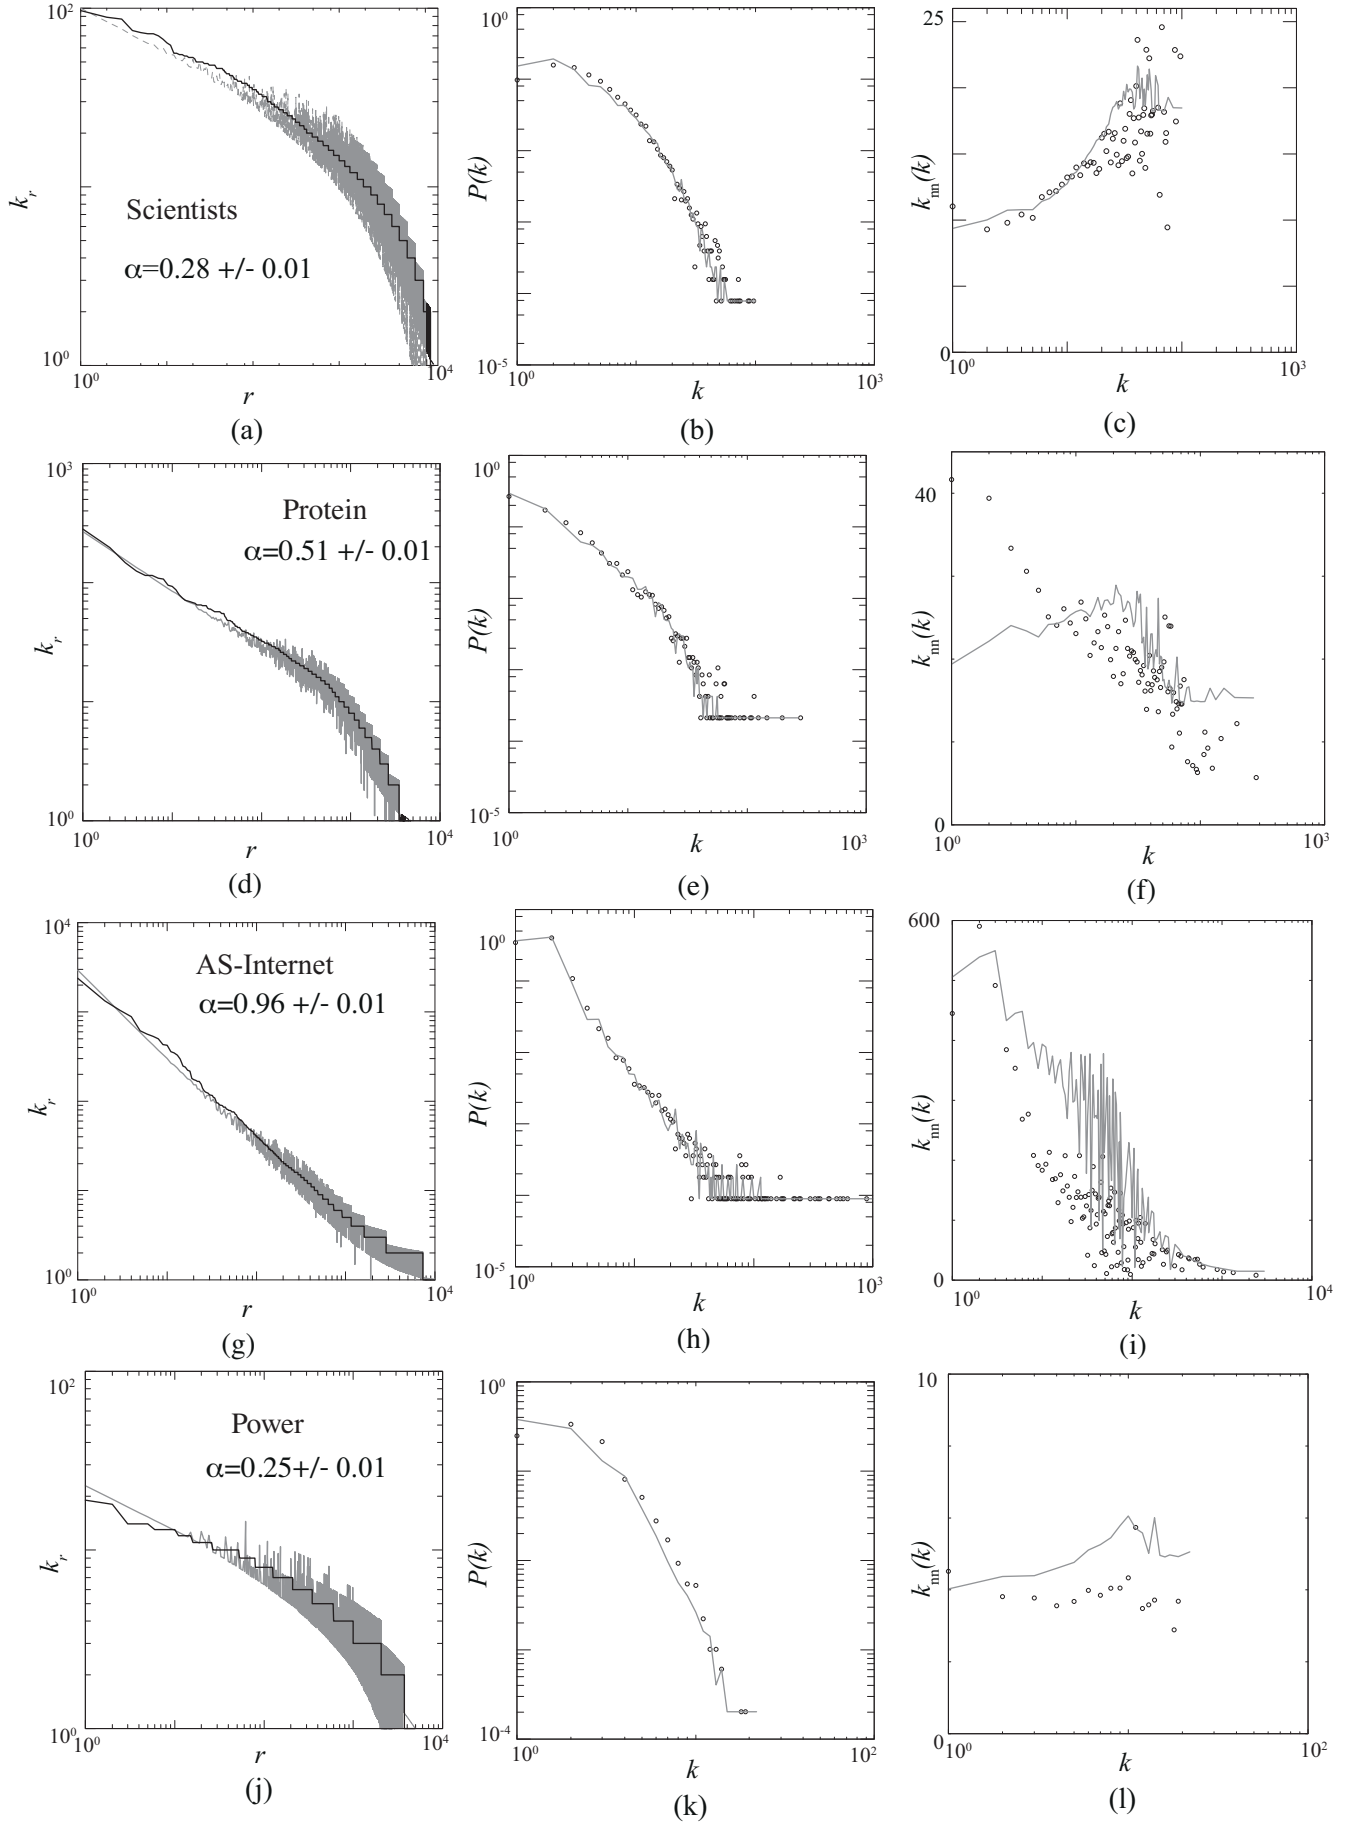 10²
k_r
Scientists
α=0.28 +/- 0.01
10⁰
10⁰
10⁴
r
(a)
10⁰
P(k)
10⁻⁵
10⁰
10³
k
(b)
25
k_nn(k)
0
10⁰
10³
k
(c)
10³
k_r
Protein
α=0.51 +/- 0.01
10⁰
10⁰
10⁴
r
(d)
10⁰
P(k)
10⁻⁵
10⁰
10³
k
(e)
40
k_nn(k)
0
10⁰
10³
k
(f)
10⁴
k_r
AS-Internet
α=0.96 +/- 0.01
10⁰
10⁰
10⁴
r
(g)
10⁰
P(k)
10⁻⁵
10⁰
10³
k
(h)
600
k_nn(k)
0
10⁰
10⁴
k
(i)
10²
k_r
Power
α=0.25+/- 0.01
10⁰
10⁰
10⁴
r
(j)
10⁰
P(k)
10⁻⁴
10⁰
10²
k
(k)
10
k_nn(k)
0
10⁰
10²
k
(l)